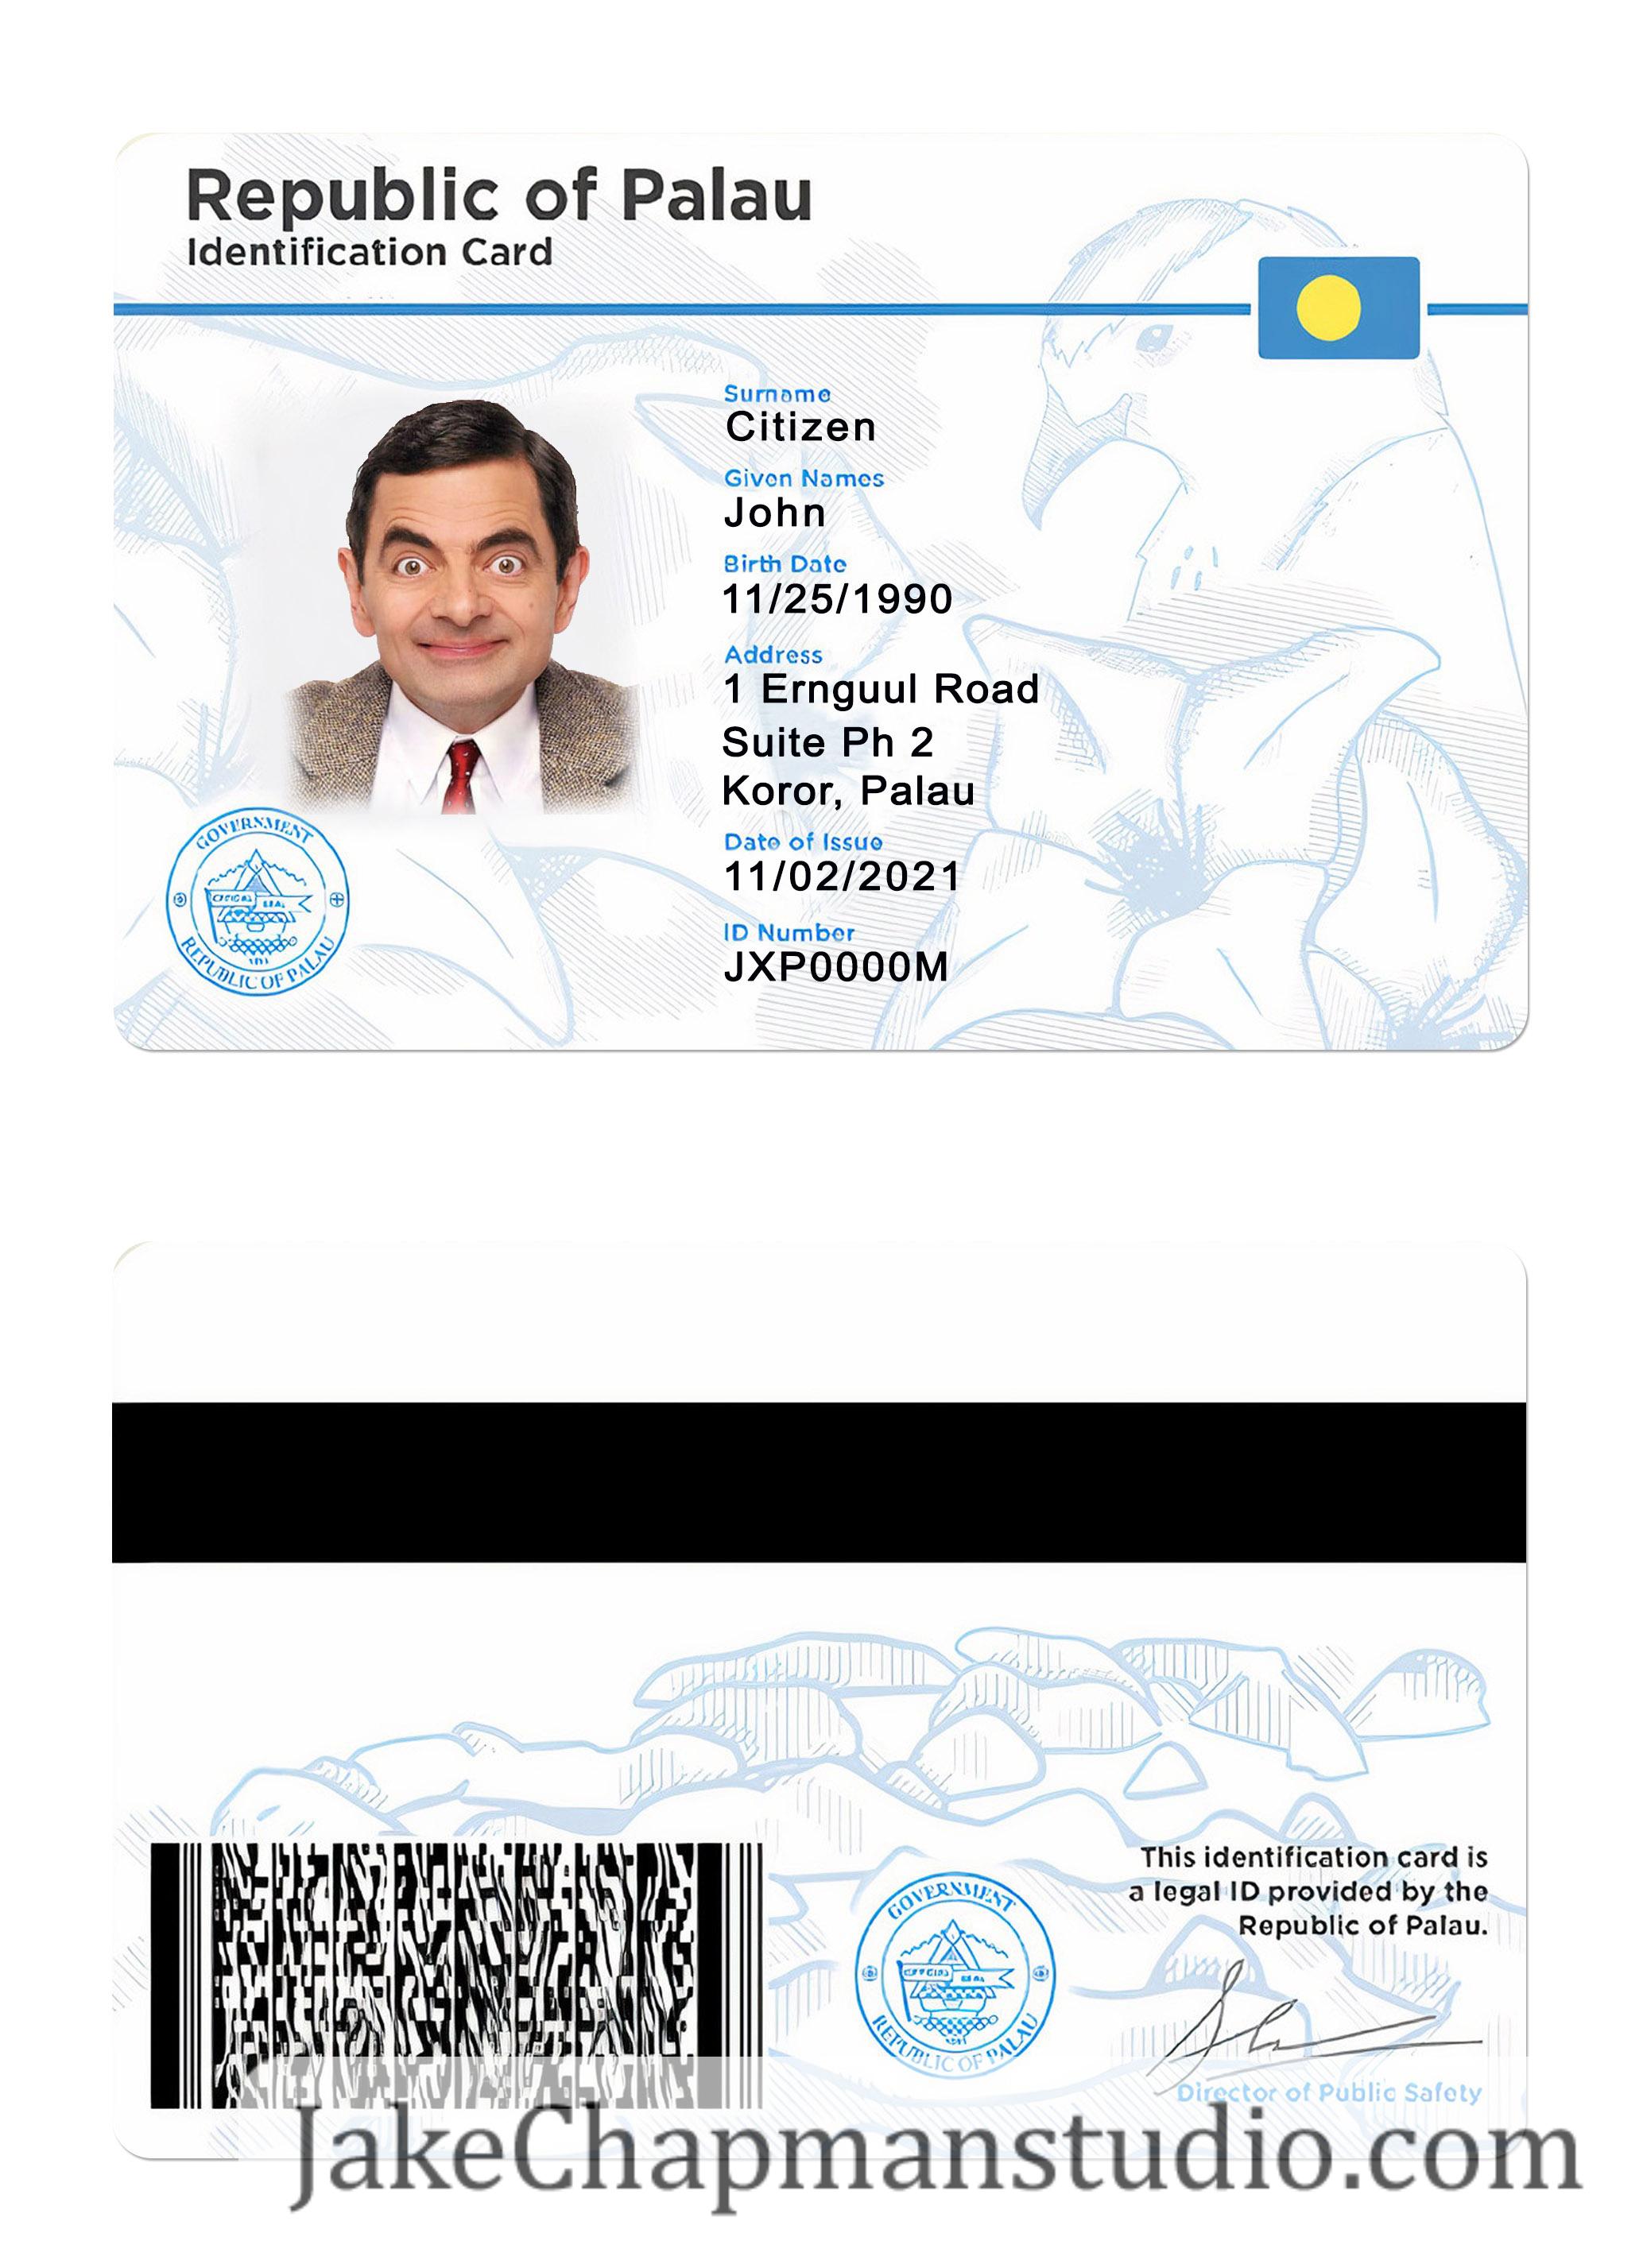 Republic of Palau
Identification Card
Surname
Citizen
Given Names
John
Birth Date
11/25/1990
Address
1 Ernguul Road
Suite Ph 2
Koror, Palau
Date of Issue
11/02/2021
ID Number
JXP0000M
GOVERNMENT
OFFICIAL SEAL
REPUBLIC OF PALAU
This identification card is
a legal ID provided by the
Republic of Palau.
GOVERNMENT
OFFICIAL SEAL
REPUBLIC OF PALAU
Director of Public Safety
JakeChapmanstudio.com